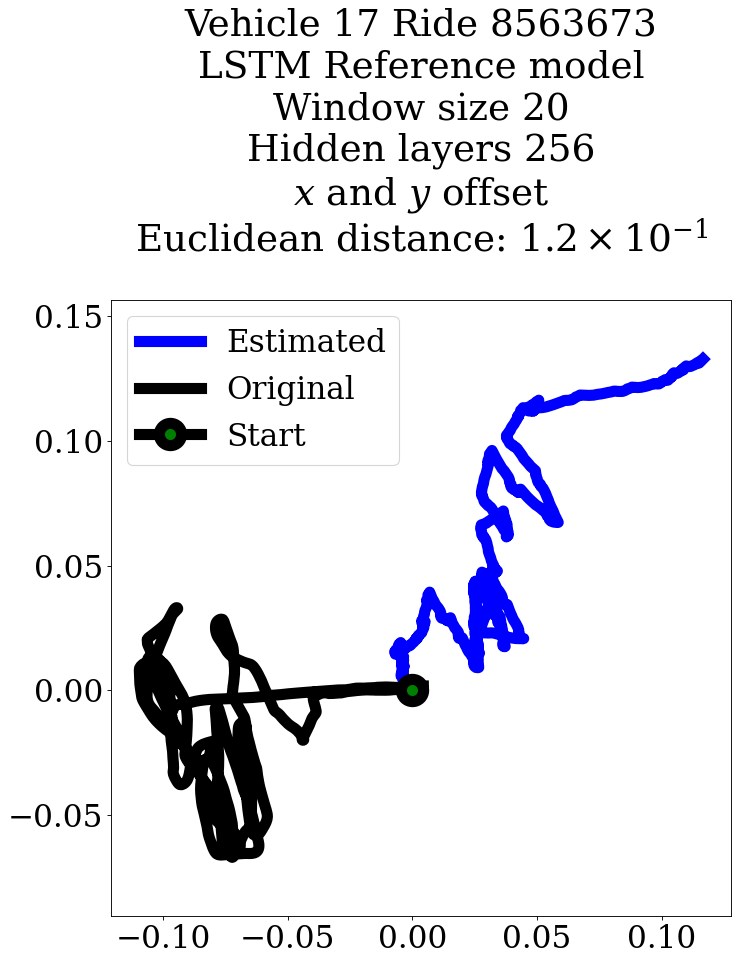 Vehicle 17 Ride 8563673
LSTM Reference model
Window size 20
Hidden layers 256
x and y offset
Euclidean distance: 1.2 × 10⁻¹
0.15
0.10
0.05
0.00
−0.05
Estimated
Original
Start
−0.10 −0.05 0.00 0.05 0.10